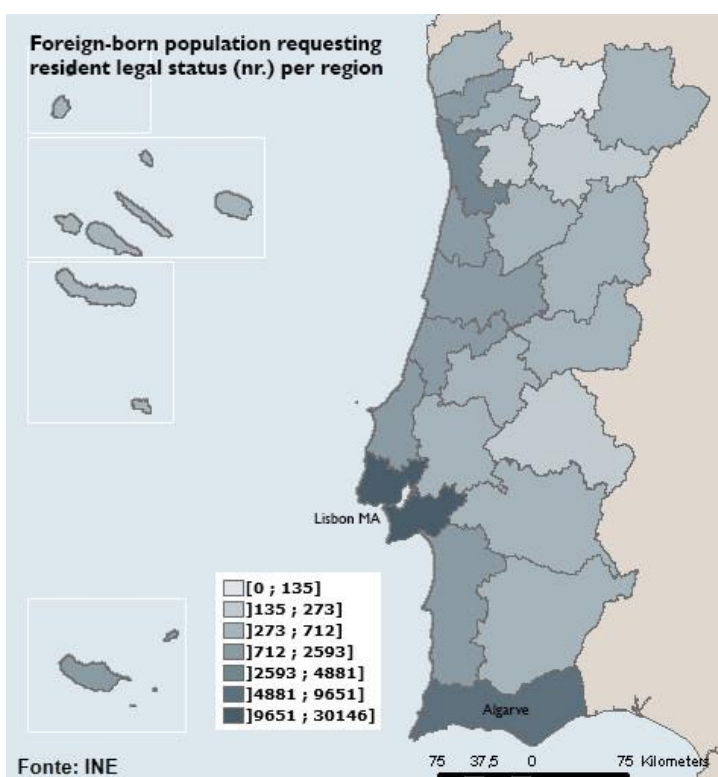 Foreign-born population requesting
resident legal status (nr.) per region
Lisbon MA
[0 ; 135]
]135 ; 273]
]273 ; 712]
]712 ; 2593]
]2593 ; 4881]
]4881 ; 9651]
]9651 ; 30146]
Algarve
Fonte: INE
75 37,5 0 75 Kilometers